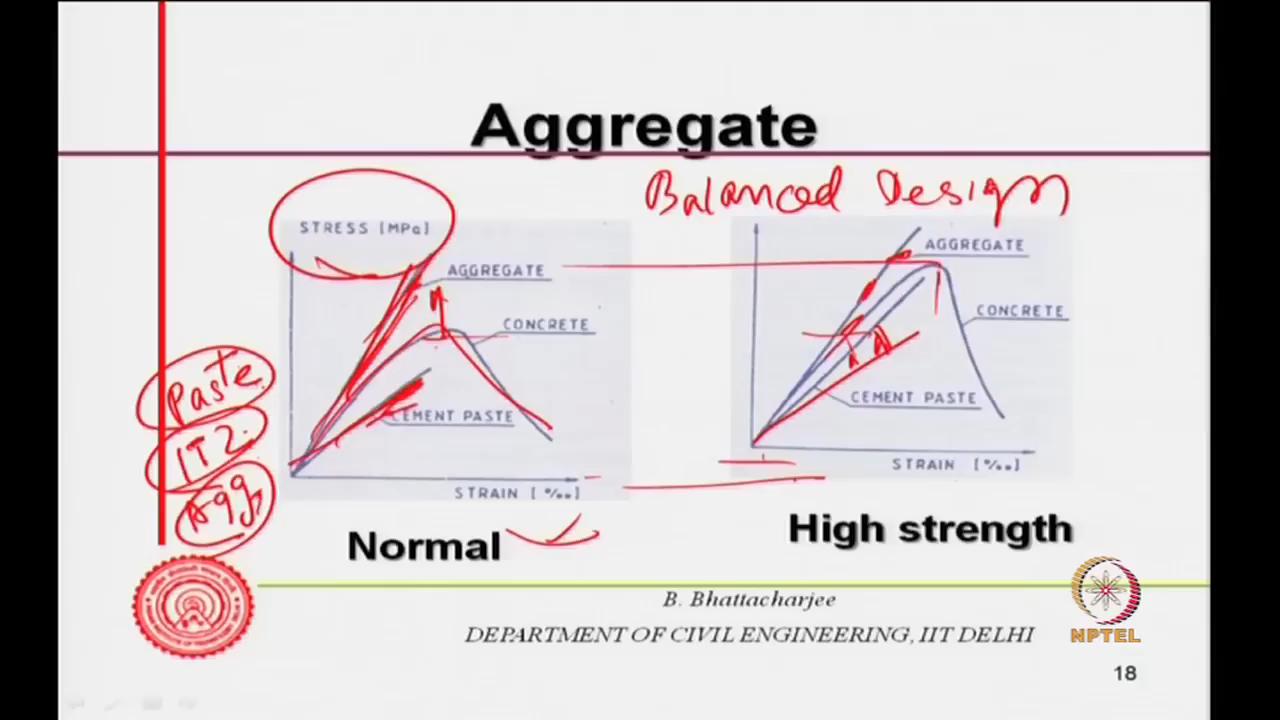 Aggregate
Balanced Design
STRESS [MPa]
AGGREGATE
CONCRETE
CEMENT PASTE
STRAIN [‰]
AGGREGATE
CONCRETE
CEMENT PASTE
STRAIN [‰]
Paste
ITZ
Agg.
Normal
High strength
B. Bhattacharjee
DEPARTMENT OF CIVIL ENGINEERING, IIT DELHI
NPTEL
18